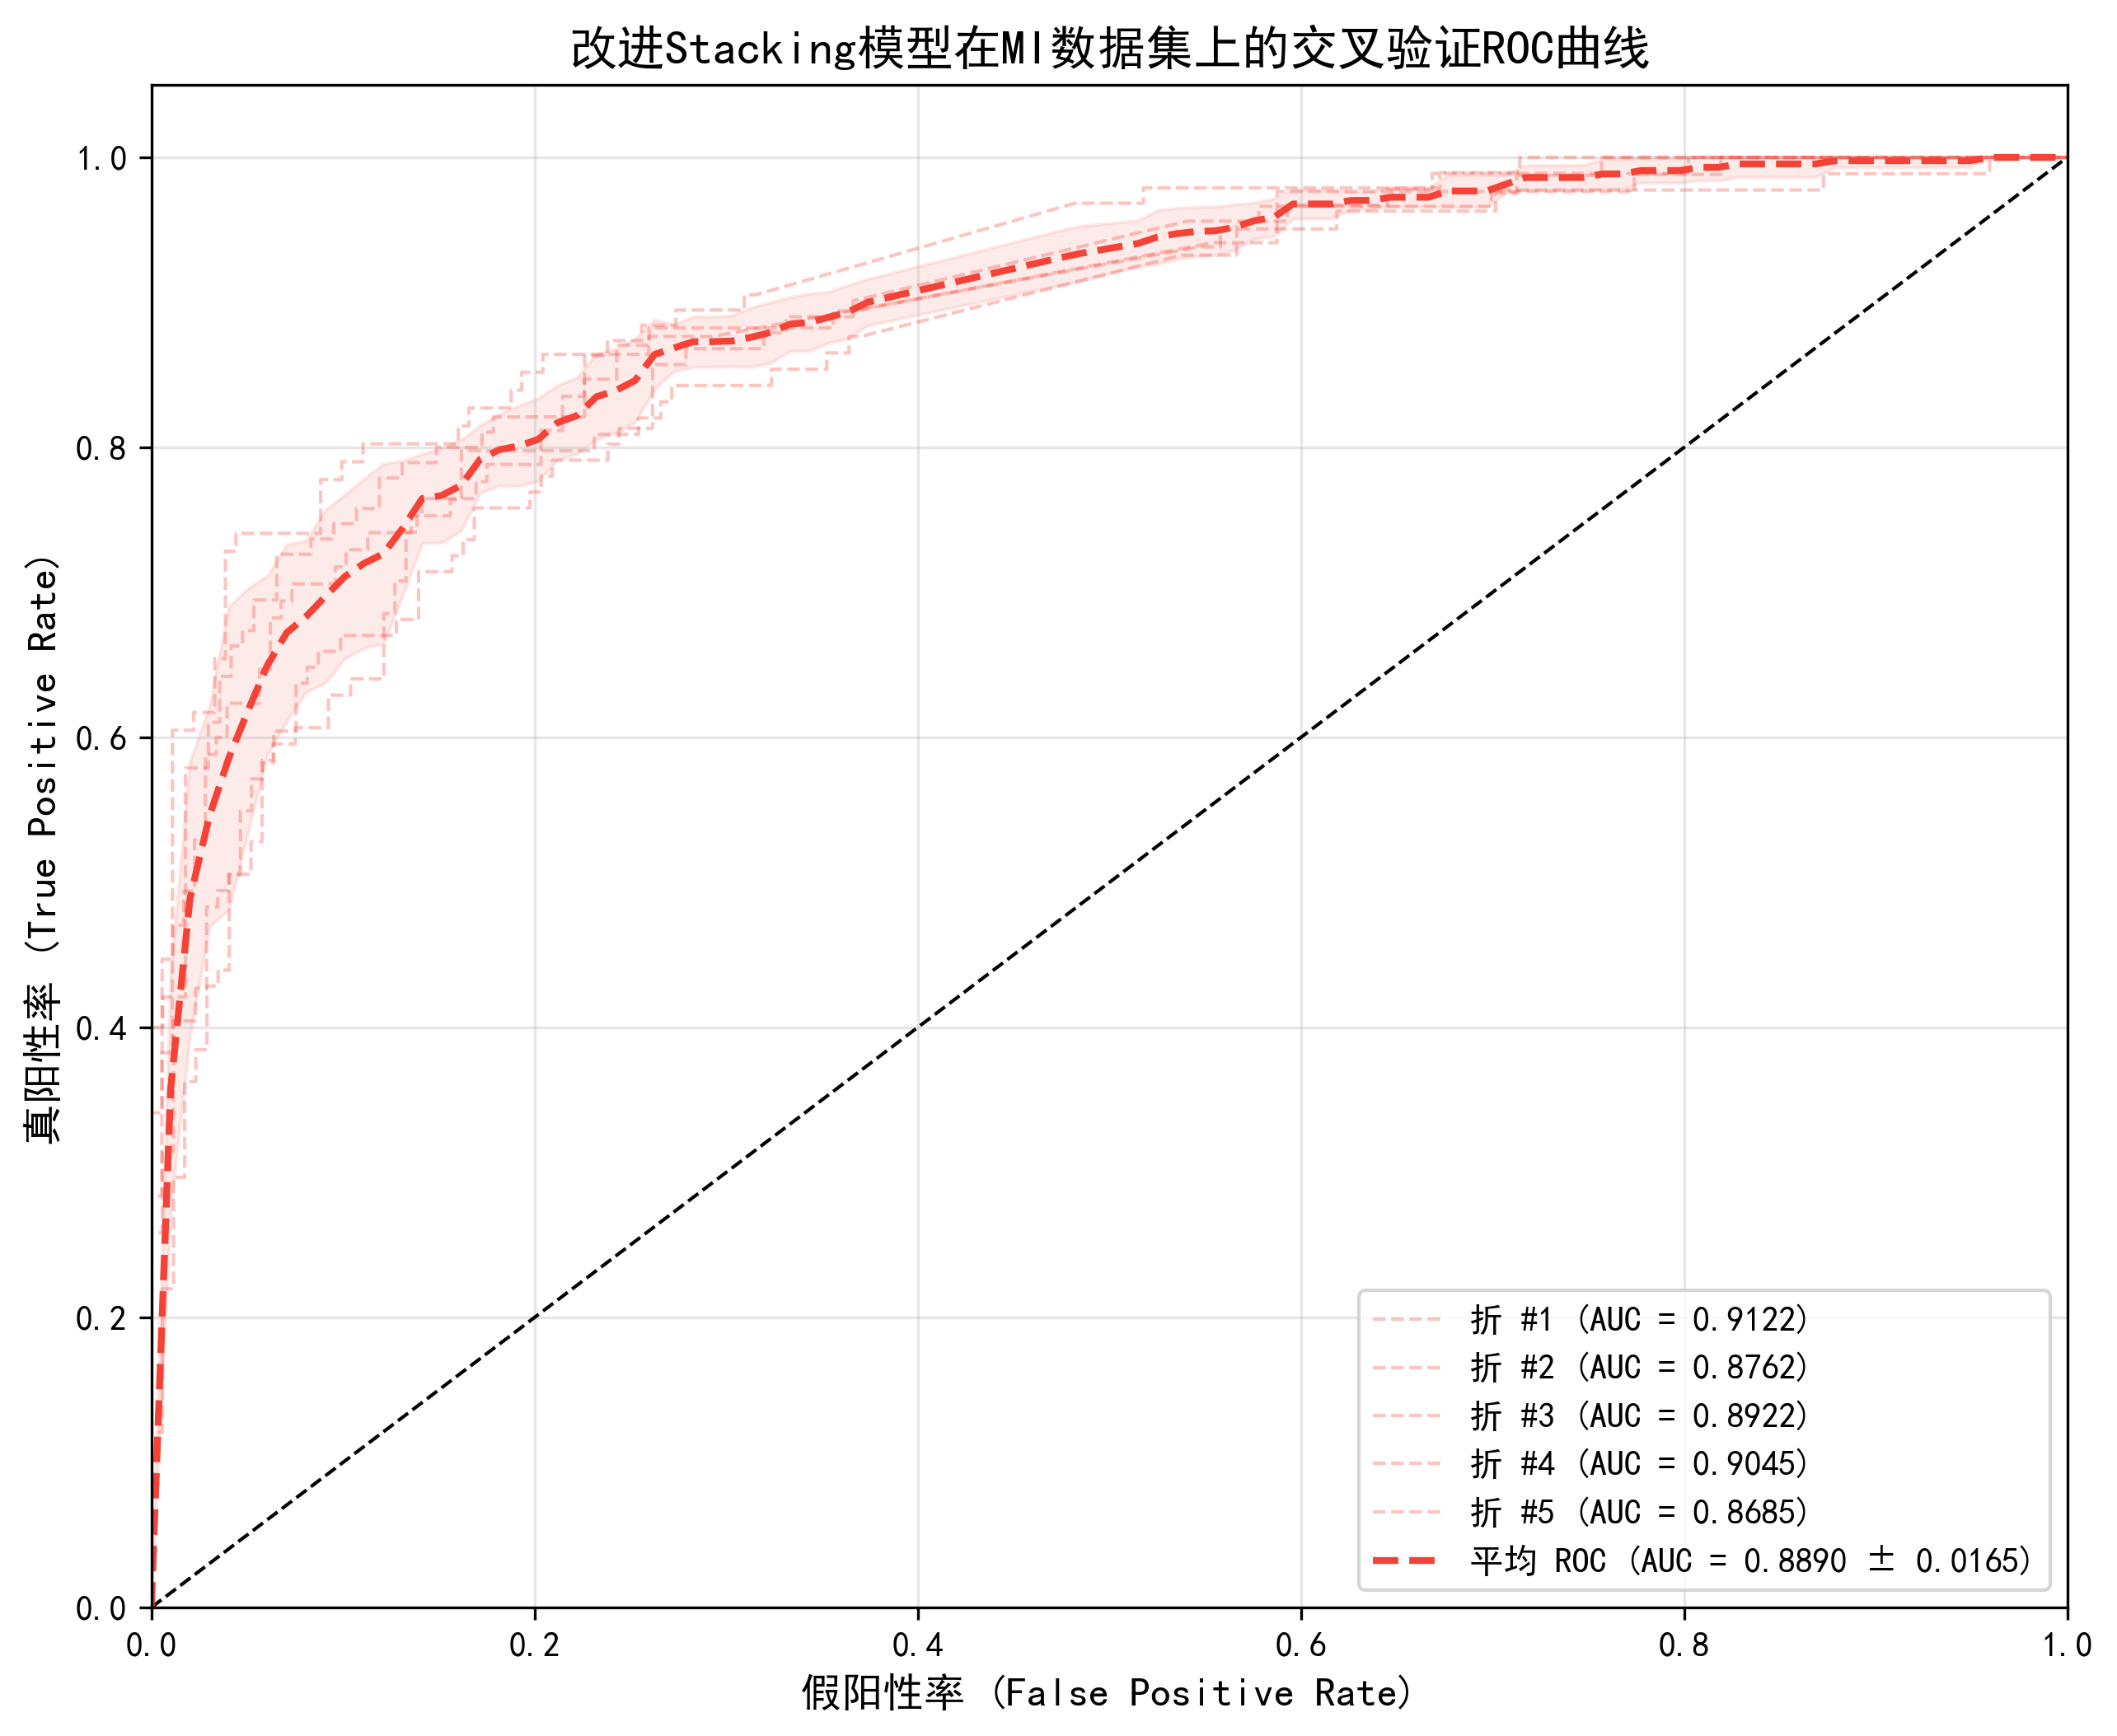 改进Stacking模型在MI数据集上的交叉验证ROC曲线
真阳性率 (True Positive Rate)
1.0
0.8
0.6
0.4
0.2
0.0
0.0 0.2 0.4 0.6 0.8 1.0
假阳性率 (False Positive Rate)
折 #1 (AUC = 0.9122)
折 #2 (AUC = 0.8762)
折 #3 (AUC = 0.8922)
折 #4 (AUC = 0.9045)
折 #5 (AUC = 0.8685)
平均 ROC (AUC = 0.8890 ± 0.0165)